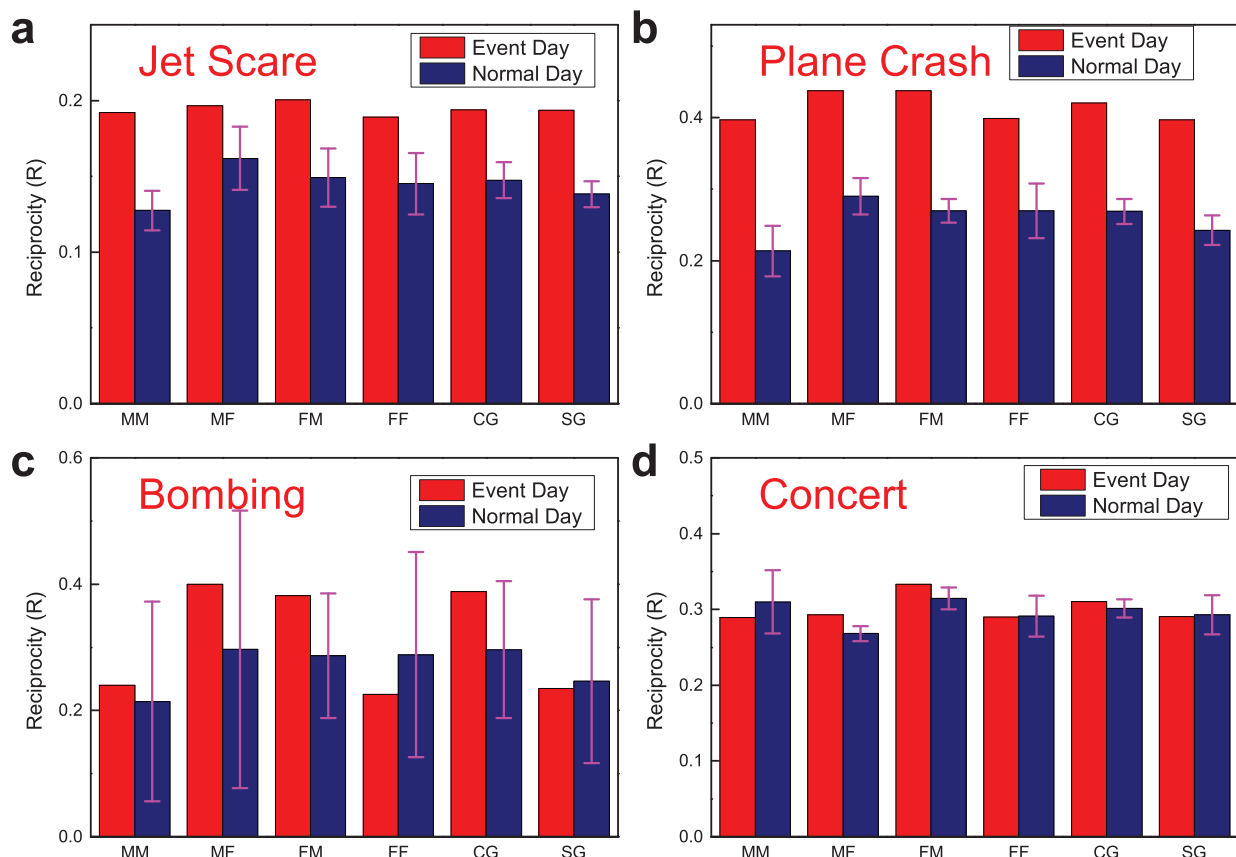 a
Jet Scare
Event Day
Normal Day
Reciprocity (R)
0.2
0.1
0.0
MM MF FM FF CG SG
b
Plane Crash
Event Day
Normal Day
Reciprocity (R)
0.4
0.2
0.0
MM MF FM FF CG SG
c
Bombing
Event Day
Normal Day
Reciprocity (R)
0.6
0.4
0.2
0.0
MM MF FM FF CG SG
d
Concert
Event Day
Normal Day
Reciprocity (R)
0.5
0.4
0.3
0.2
0.1
0.0
MM MF FM FF CG SG